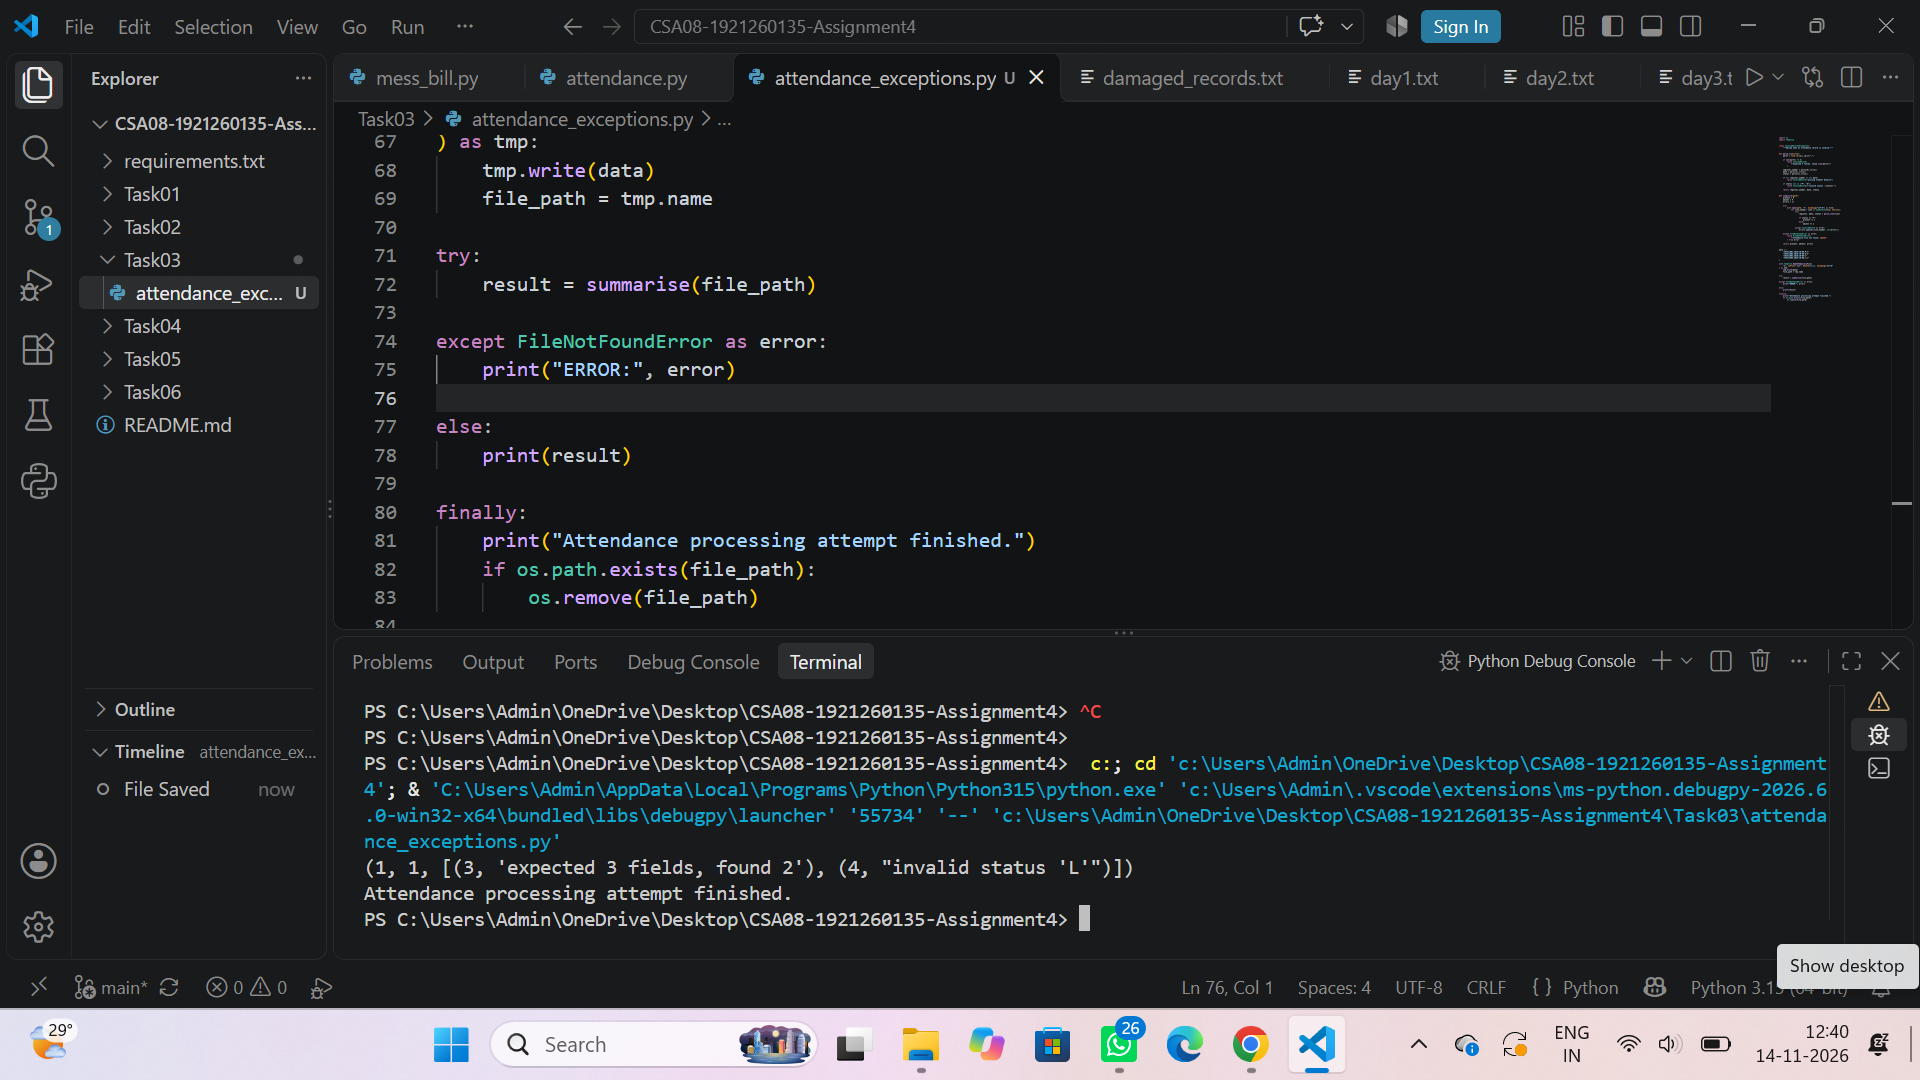 File Edit Selection View Go Run ···
CSA08-1921260135-Assignment4
Sign In
Explorer
CSA08-1921260135-Ass...
requirements.txt
Task01
Task02
Task03
attendance_exc... U
Task04
Task05
Task06
README.md
Outline
Timeline attendance_ex...
File Saved now
1
mess_bill.py
attendance.py
attendance_exceptions.py U
damaged_records.txt
day1.txt
day2.txt
day3.t
Task03 > attendance_exceptions.py > ...
67 ) as tmp:
68 tmp.write(data)
69 file_path = tmp.name
70
71 try:
72 result = summarise(file_path)
73
74 except FileNotFoundError as error:
75 print("ERROR:", error)
76
77 else:
78 print(result)
79
80 finally:
81 print("Attendance processing attempt finished.")
82 if os.path.exists(file_path):
83 os.remove(file_path)
84
Problems Output Ports Debug Console Terminal
Python Debug Console
PS C:\Users\Admin\OneDrive\Desktop\CSA08-1921260135-Assignment4> ^C
PS C:\Users\Admin\OneDrive\Desktop\CSA08-1921260135-Assignment4>
PS C:\Users\Admin\OneDrive\Desktop\CSA08-1921260135-Assignment4> c:; cd 'c:\Users\Admin\OneDrive\Desktop\CSA08-1921260135-Assignment
4'; & 'C:\Users\Admin\AppData\Local\Programs\Python\Python315\python.exe' 'c:\Users\Admin\.vscode\extensions\ms-python.debugpy-2026.6
.0-win32-x64\bundled\libs\debugpy\launcher' '55734' '--' 'c:\Users\Admin\OneDrive\Desktop\CSA08-1921260135-Assignment4\Task03\attenda
nce_exceptions.py'
(1, 1, [(3, 'expected 3 fields, found 2'), (4, "invalid status 'L'")])
Attendance processing attempt finished.
PS C:\Users\Admin\OneDrive\Desktop\CSA08-1921260135-Assignment4>
Show desktop
main* 0 0
Ln 76, Col 1 Spaces: 4 UTF-8 CRLF { } Python
29°
Search
26
ENG
IN
12:40
14-11-2026